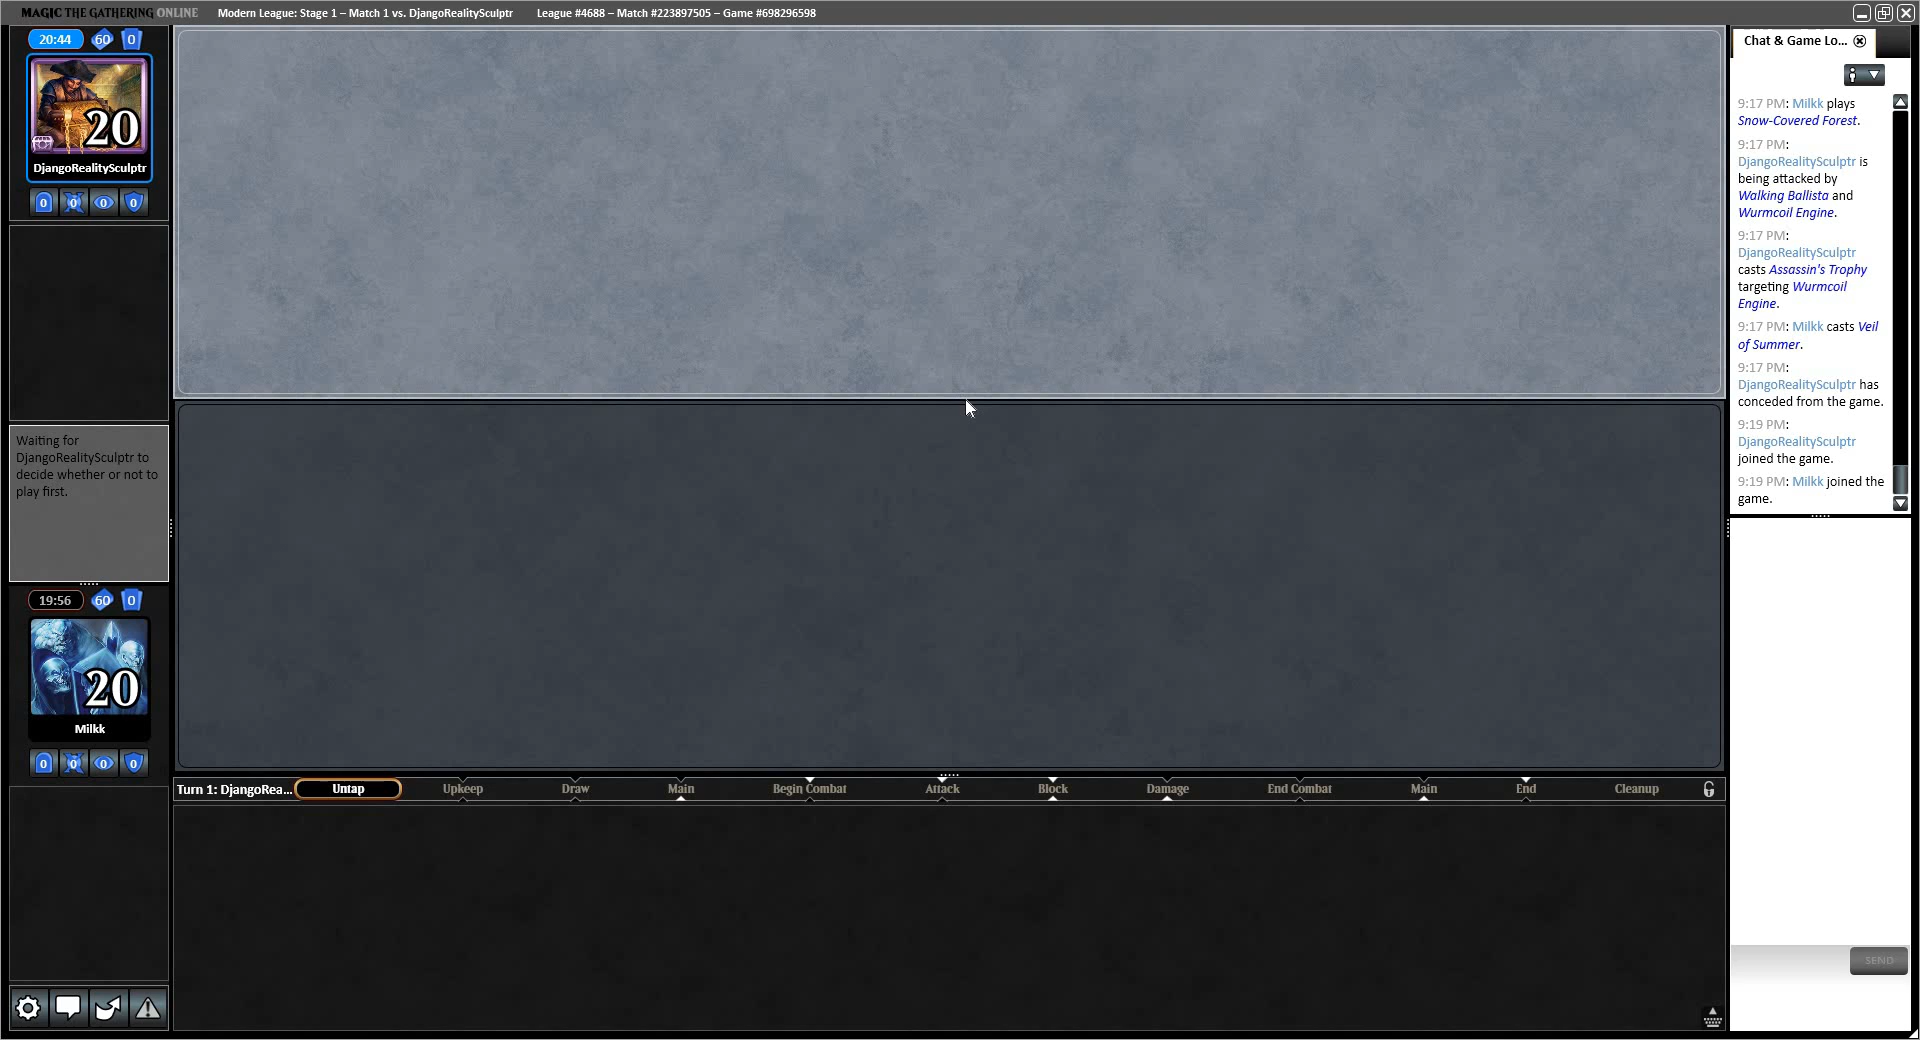 MAGIC THE GATHERING ONLINE Modern League: Stage 1 – Match 1 vs. DjangoRealitySculptr League #4688 – Match #223897505 – Game #698296598
20:44 60 0
20
DjangoRealitySculptr
0 0 0 0
Waiting for
DjangoRealitySculptr to
decide whether or not to
play first.
19:56 60 0
20
Milkk
0 0 0 0
Turn 1: DjangoRea... Untap Upkeep Draw Main Begin Combat Attack Block Damage End Combat Main End Cleanup
Chat & Game Lo...
9:17 PM: Milkk plays
Snow-Covered Forest.
9:17 PM:
DjangoRealitySculptr is
being attacked by
Walking Ballista and
Wurmcoil Engine.
9:17 PM:
DjangoRealitySculptr
casts Assassin's Trophy
targeting Wurmcoil
Engine.
9:17 PM: Milkk casts Veil
of Summer.
9:17 PM:
DjangoRealitySculptr has
conceded from the game.
9:19 PM:
DjangoRealitySculptr
joined the game.
9:19 PM: Milkk joined the
game.
SEND